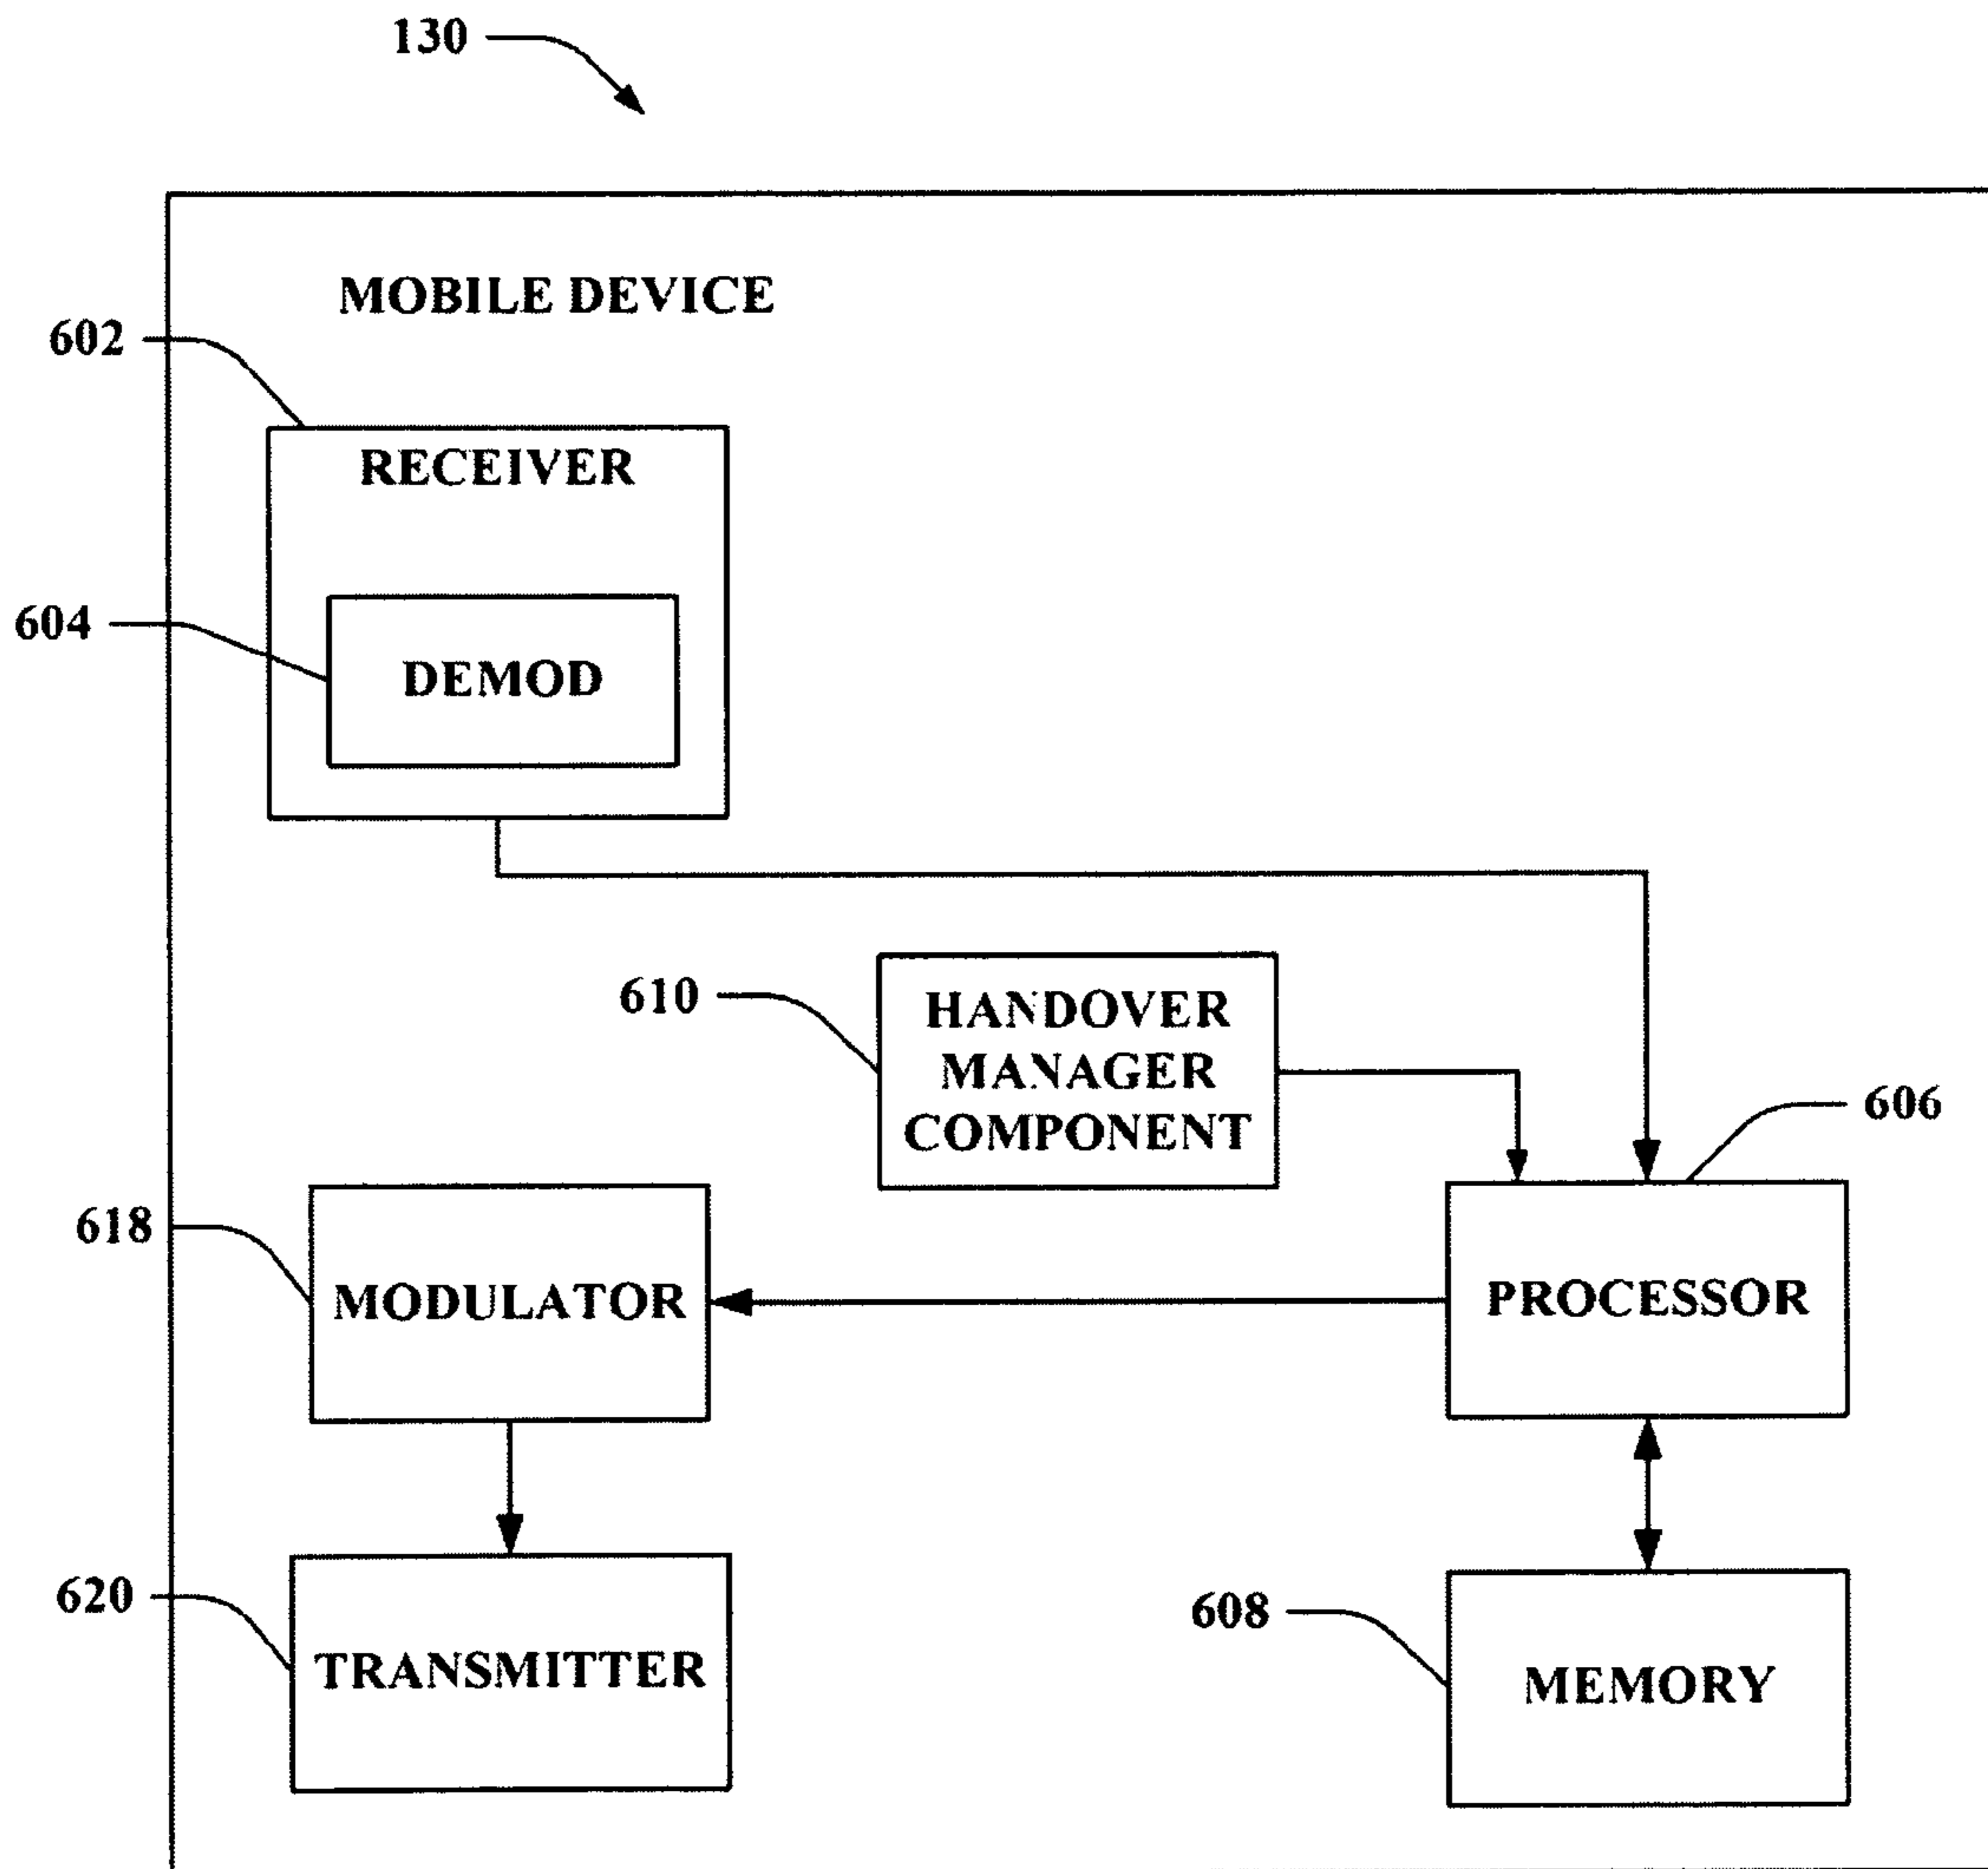 130
MOBILE DEVICE
602
RECEIVER
604
DEMOD
610
HANDOVER
MANAGER
COMPONENT
606
618
MODULATOR
PROCESSOR
620
TRANSMITTER
608
MEMORY